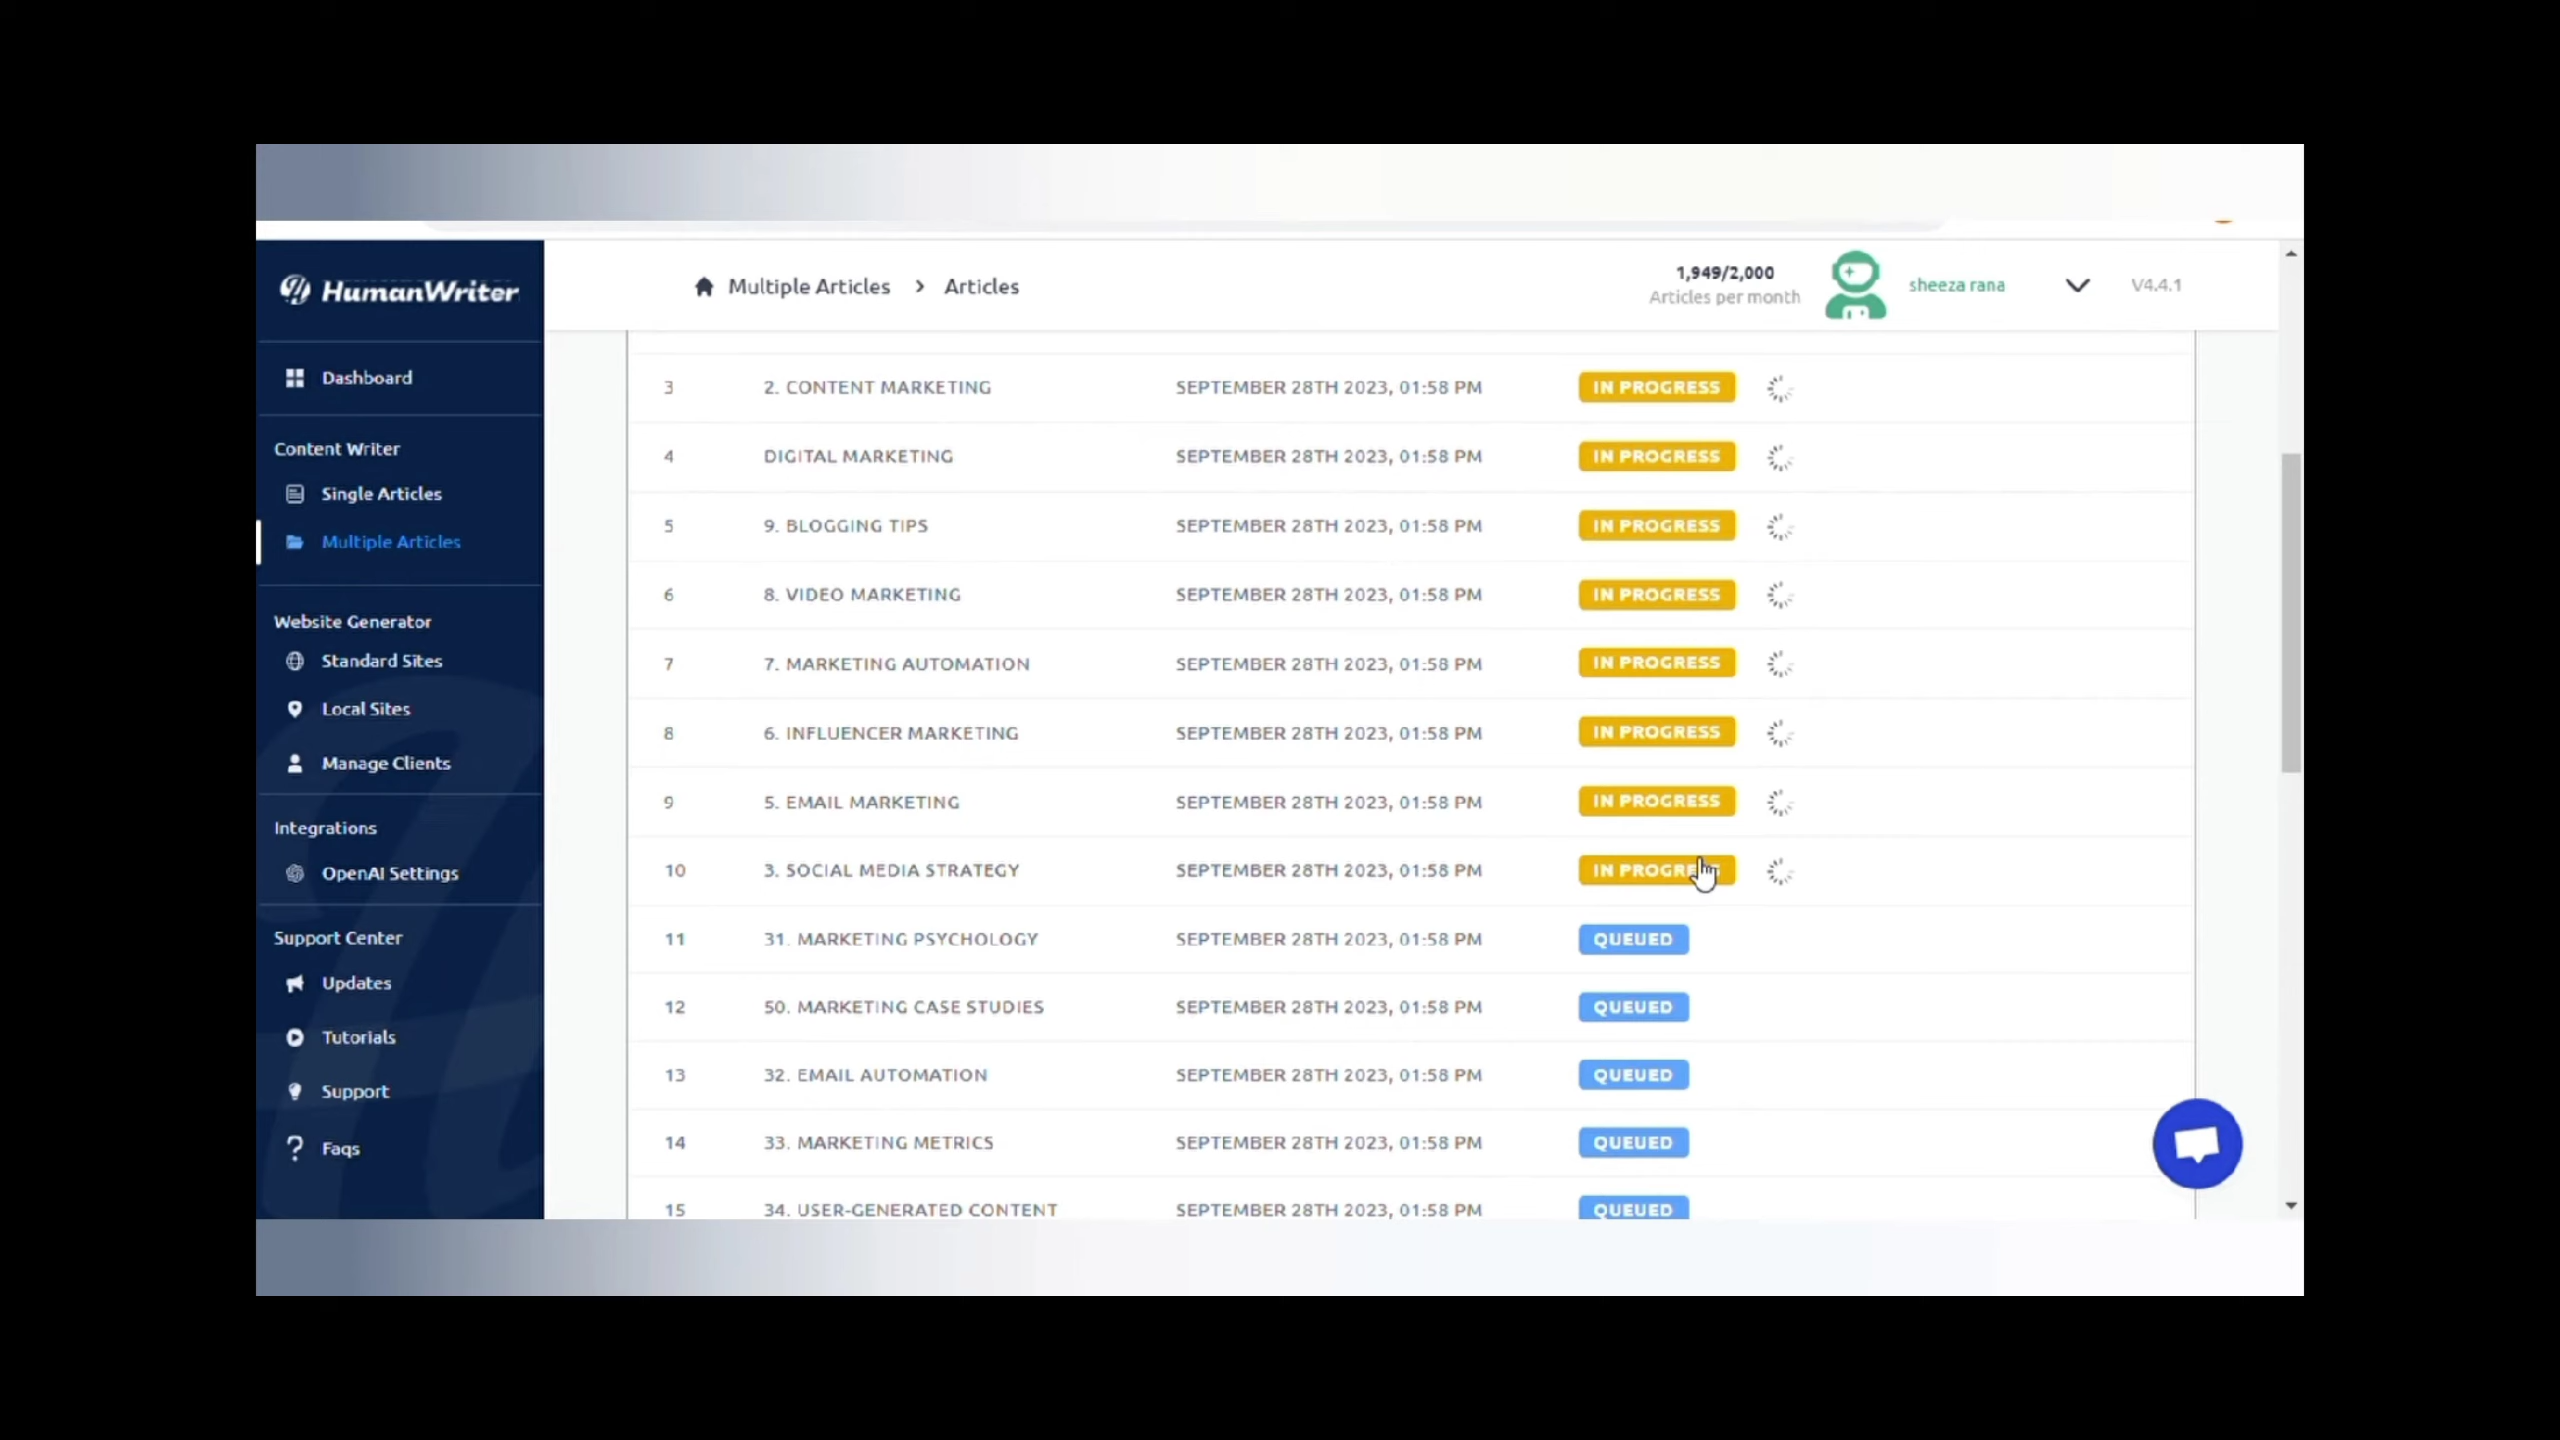 HumanWriter
Multiple Articles > Articles
1,949/2,000
Articles per month
sheeza rana
V4.4.1
Dashboard
Content Writer
Single Articles
Multiple Articles
Website Generator
Standard Sites
Local Sites
Manage Clients
Integrations
OpenAI Settings
Support Center
Updates
Tutorials
Support
Faqs
3 2. CONTENT MARKETING SEPTEMBER 28TH 2023, 01:58 PM IN PROGRESS
4 DIGITAL MARKETING SEPTEMBER 28TH 2023, 01:58 PM IN PROGRESS
5 9. BLOGGING TIPS SEPTEMBER 28TH 2023, 01:58 PM IN PROGRESS
6 8. VIDEO MARKETING SEPTEMBER 28TH 2023, 01:58 PM IN PROGRESS
7 7. MARKETING AUTOMATION SEPTEMBER 28TH 2023, 01:58 PM IN PROGRESS
8 6. INFLUENCER MARKETING SEPTEMBER 28TH 2023, 01:58 PM IN PROGRESS
9 5. EMAIL MARKETING SEPTEMBER 28TH 2023, 01:58 PM IN PROGRESS
10 3. SOCIAL MEDIA STRATEGY SEPTEMBER 28TH 2023, 01:58 PM IN PROGRESS
11 31. MARKETING PSYCHOLOGY SEPTEMBER 28TH 2023, 01:58 PM QUEUED
12 50. MARKETING CASE STUDIES SEPTEMBER 28TH 2023, 01:58 PM QUEUED
13 32. EMAIL AUTOMATION SEPTEMBER 28TH 2023, 01:58 PM QUEUED
14 33. MARKETING METRICS SEPTEMBER 28TH 2023, 01:58 PM QUEUED
15 34. USER-GENERATED CONTENT SEPTEMBER 28TH 2023, 01:58 PM QUEUED